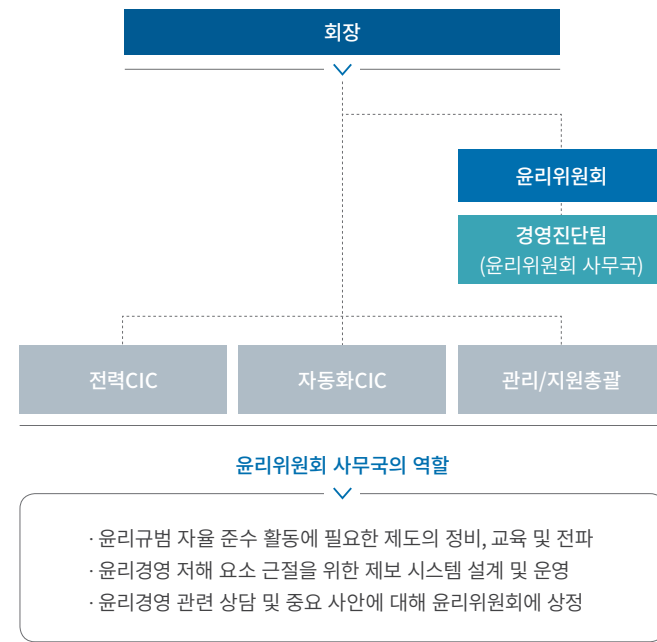 회장
윤리위원회
경영진단팀
(윤리위원회 사무국)
전력CIC
자동화CIC
관리/지원총괄
윤리위원회 사무국의 역할
· 윤리규범 자율 준수 활동에 필요한 제도의 정비, 교육 및 전파
· 윤리경영 저해 요소 근절을 위한 제보 시스템 설계 및 운영
· 윤리경영 관련 상담 및 중요 사안에 대해 윤리위원회에 상정